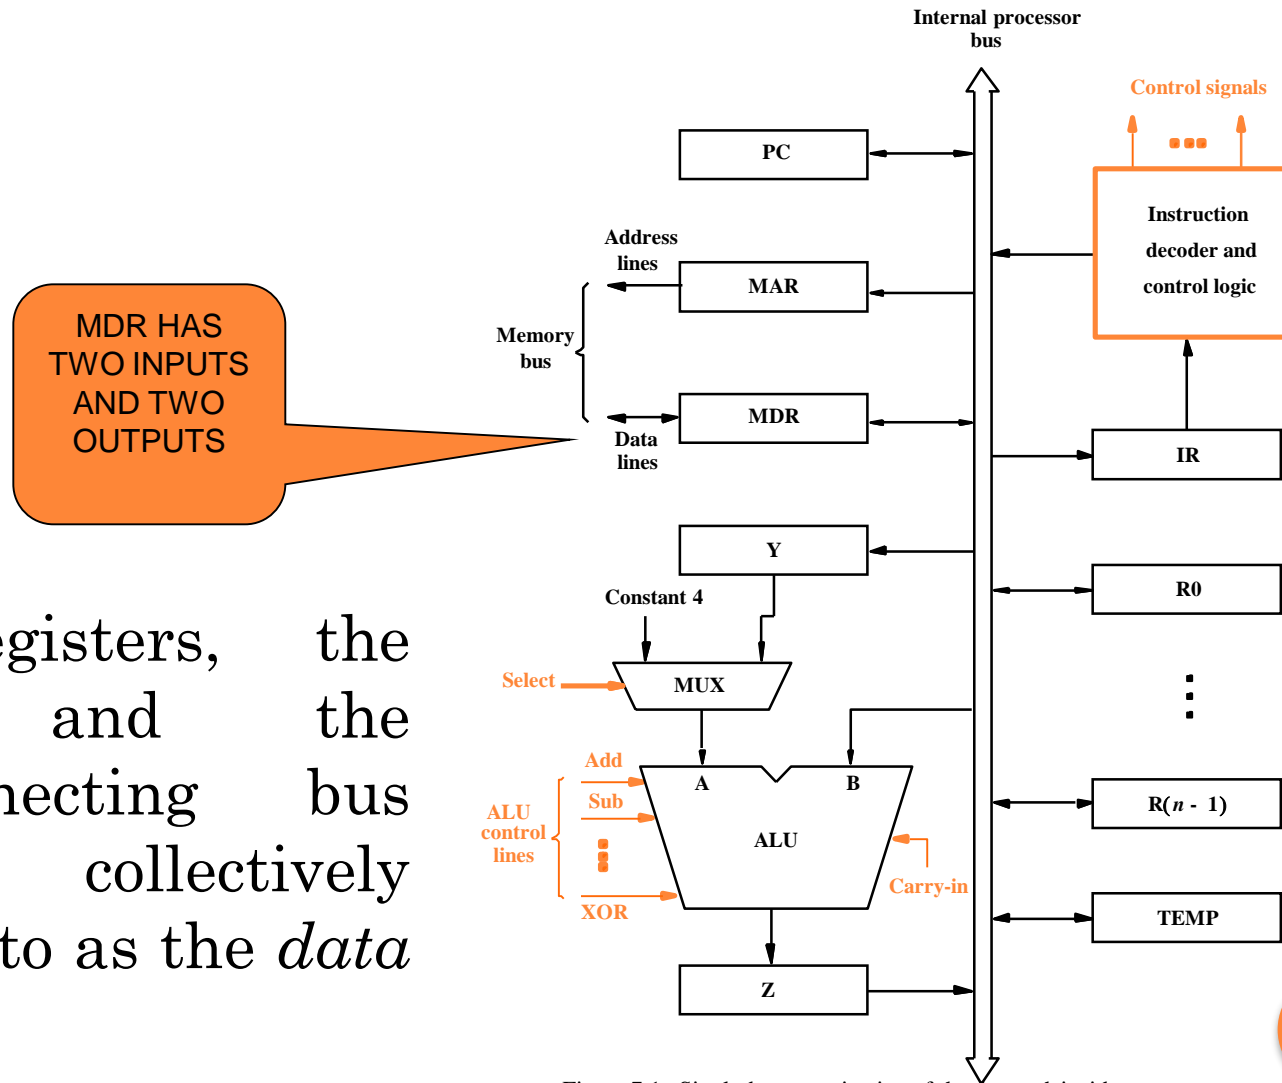 Internal processor
bus
Control signals
PC
Instruction
decoder and
control logic
Address
lines
MAR
MDR HAS
TWO INPUTS
AND TWO
OUTPUTS
Memory
bus
MDR
Data
lines
IR
Y
Constant 4
R0
egisters, the
and the
necting bus
collectively
to as the data
Select
MUX
Add
A
B
Sub
ALU
control
lines
ALU
R(n - 1)
Carry-in
XOR
TEMP
Z